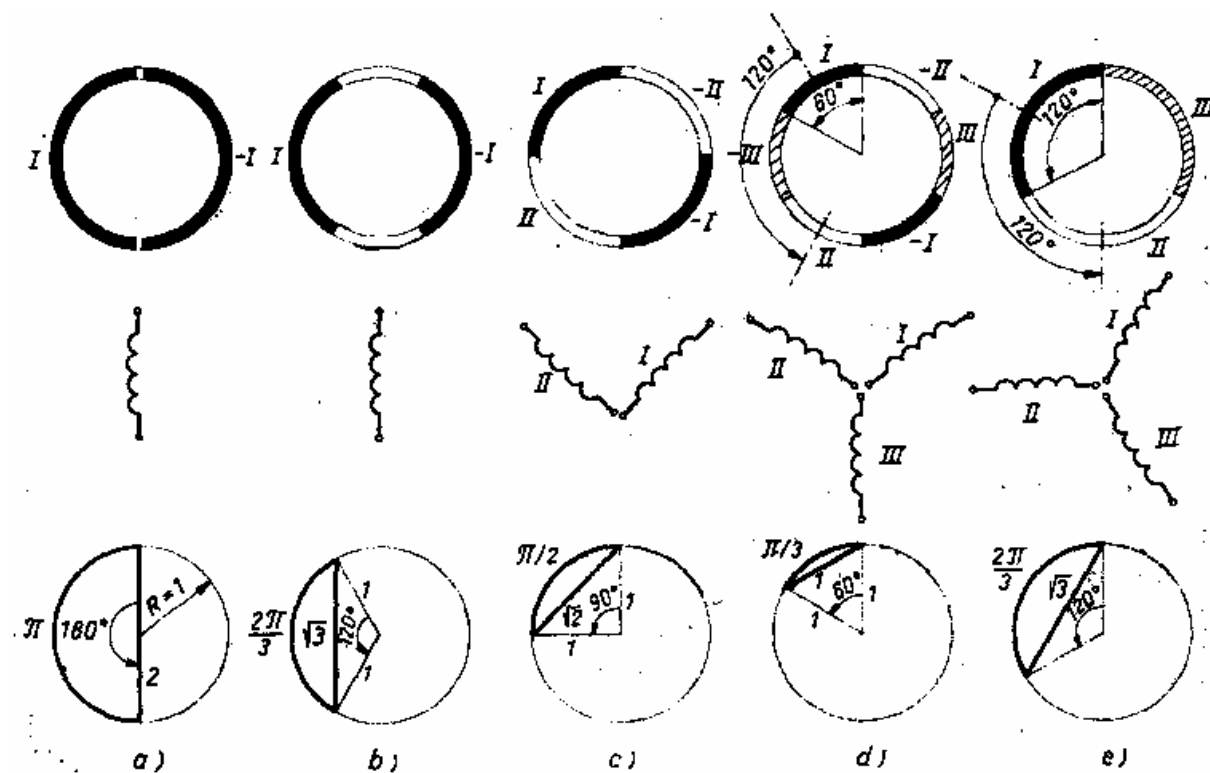 I -I
I -I
I -II
II -I
120° I
60°
-III III
II -I
-II I III
120°
120° II
II I
II I
III
I
II
III
π 180° R=1
2
2π/3 √3 120° 1
1
π/2 √2 90° 1
1
π/3 1 60° 1
1
2π/3 √3 120°
a) b) c) d) e)